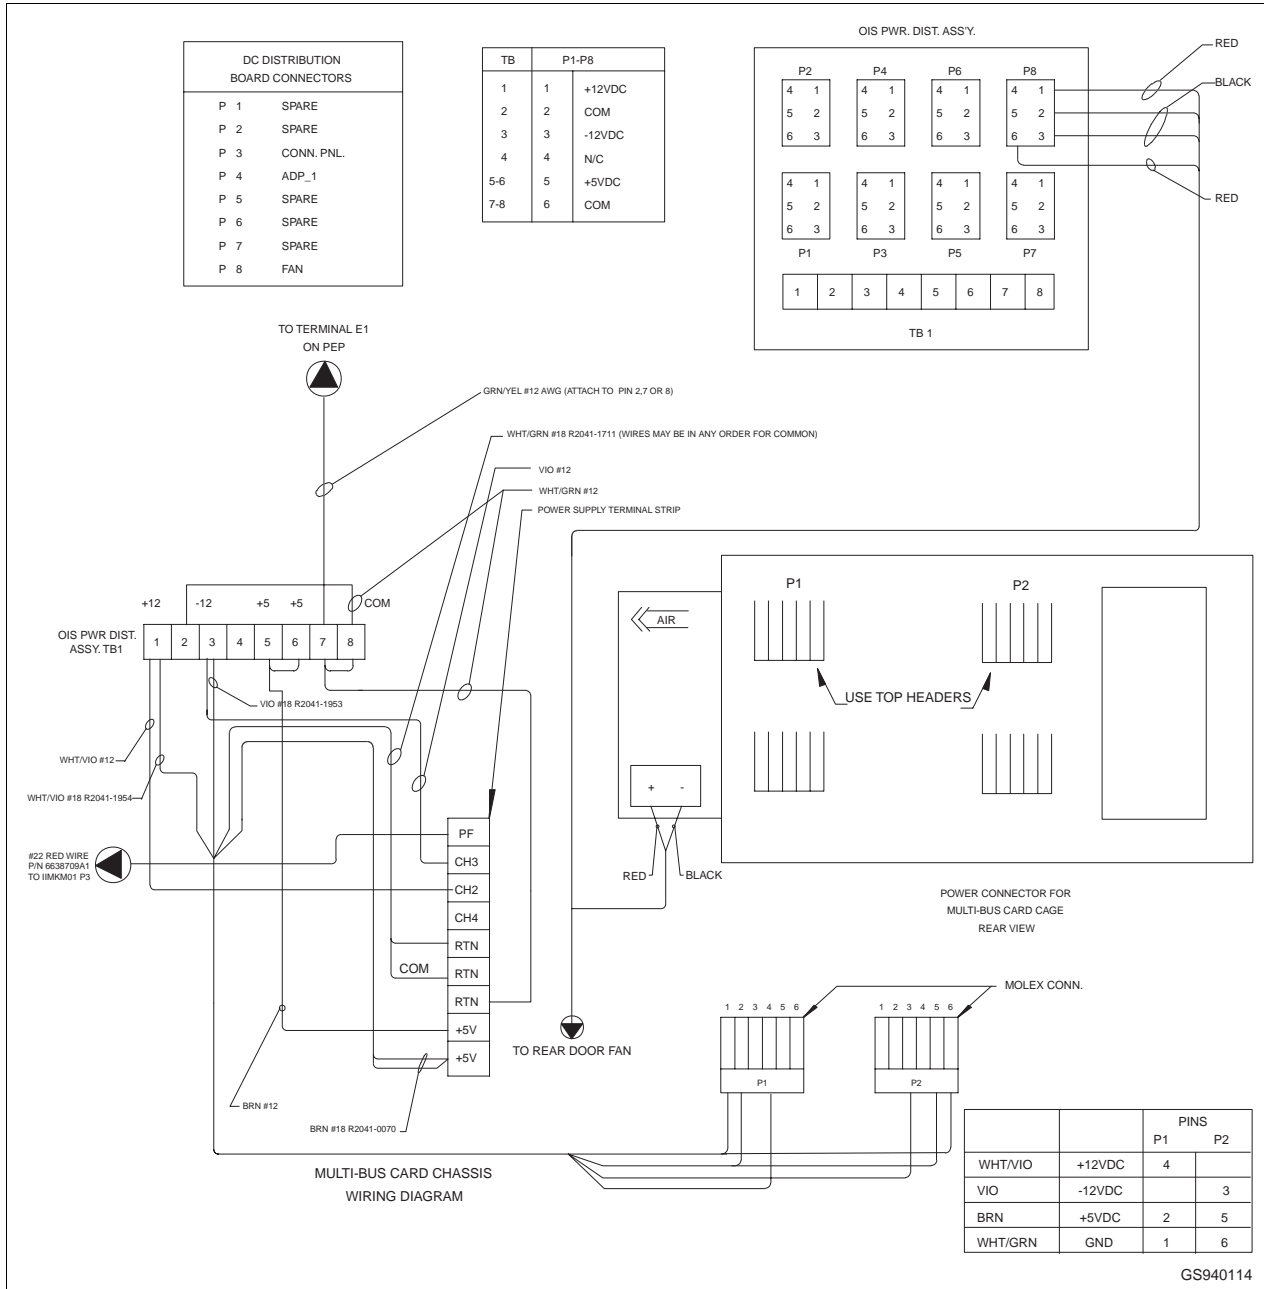 DC DISTRIBUTION
BOARD CONNECTORS
P 1 SPARE
P 2 SPARE
P 3 CONN. PNL.
P 4 ADP_1
P 5 SPARE
P 6 SPARE
P 7 SPARE
P 8 FAN
TB P1-P8
1 1 +12VDC
2 2 COM
3 3 -12VDC
4 4 N/C
5-6 5 +5VDC
7-8 6 COM
OIS PWR. DIST. ASS'Y.
P2 P4 P6 P8
4 1 4 1 4 1 4 1
5 2 5 2 5 2 5 2
6 3 6 3 6 3 6 3
4 1 4 1 4 1 4 1
5 2 5 2 5 2 5 2
6 3 6 3 6 3 6 3
P1 P3 P5 P7
1 2 3 4 5 6 7 8
TB 1
RED
BLACK
RED
TO TERMINAL E1
ON PEP
GRN/YEL #12 AWG (ATTACH TO PIN 2,7 OR 8)
WHT/GRN #18 R2041-1711 (WIRES MAY BE IN ANY ORDER FOR COMMON)
VIO #12
WHT/GRN #12
POWER SUPPLY TERMINAL STRIP
+12 -12 +5 +5 COM
OIS PWR DIST.
ASSY. TB1
1 2 3 4 5 6 7 8
VIO #18 R2041-1953
WHT/VIO #12
WHT/VIO #18 R2041-1954
#22 RED WIRE
P/N 6638709A1
TO IIMKM01 P3
PF
CH3
CH2
CH4
RTN
COM
RTN
RTN
+5V
+5V
BRN #12
BRN #18 R2041-0070
MULTI-BUS CARD CHASSIS
WIRING DIAGRAM
AIR
P1 P2
USE TOP HEADERS
+ -
RED BLACK
POWER CONNECTOR FOR
MULTI-BUS CARD CAGE
REAR VIEW
TO REAR DOOR FAN
MOLEX CONN.
1 2 3 4 5 6
P1
1 2 3 4 5 6
P2
PINS
P1 P2
WHT/VIO +12VDC 4
VIO -12VDC 3
BRN +5VDC 2 5
WHT/GRN GND 1 6
GS940114